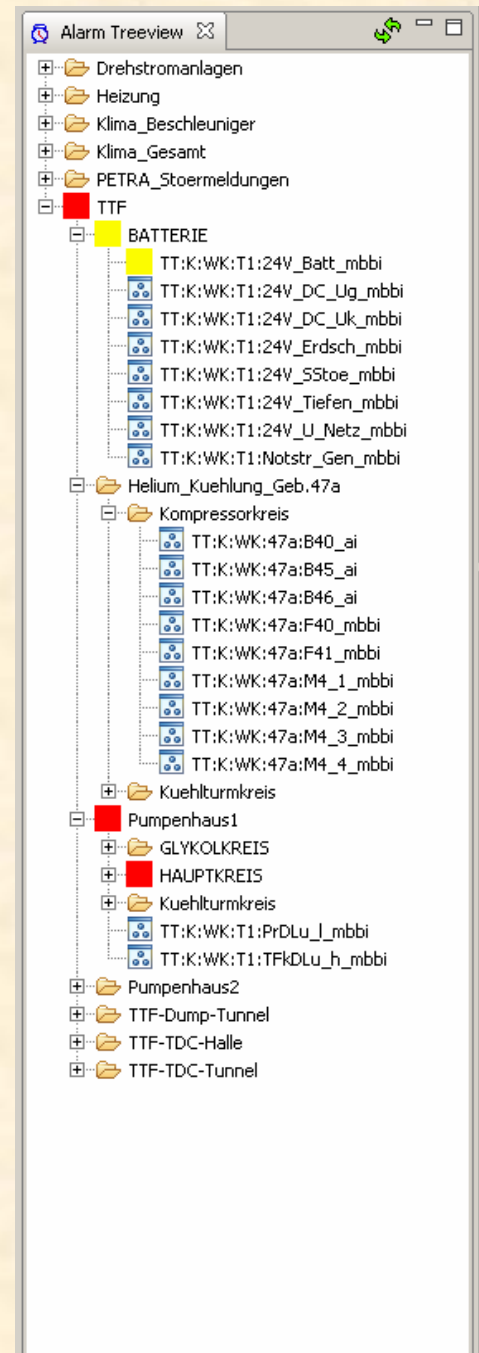 Alarm Treeview
Drehstromanlagen
Heizung
Klima_Beschleuniger
Klima_Gesamt
PETRA_Stoermeldungen
TTF
BATTERIE
TT:K:WK:T1:24V_Batt_mbbi
TT:K:WK:T1:24V_DC_Ug_mbbi
TT:K:WK:T1:24V_DC_Uk_mbbi
TT:K:WK:T1:24V_Erdsch_mbbi
TT:K:WK:T1:24V_SStoe_mbbi
TT:K:WK:T1:24V_Tiefen_mbbi
TT:K:WK:T1:24V_U_Netz_mbbi
TT:K:WK:T1:Notstr_Gen_mbbi
Helium_Kuehlung_Geb.47a
Kompressorkreis
TT:K:WK:47a:B40_ai
TT:K:WK:47a:B45_ai
TT:K:WK:47a:B46_ai
TT:K:WK:47a:F40_mbbi
TT:K:WK:47a:F41_mbbi
TT:K:WK:47a:M4_1_mbbi
TT:K:WK:47a:M4_2_mbbi
TT:K:WK:47a:M4_3_mbbi
TT:K:WK:47a:M4_4_mbbi
Kuehlturmkreis
Pumpenhaus1
GLYKOLKREIS
HAUPTKREIS
Kuehlturmkreis
TT:K:WK:T1:PrDLu_l_mbbi
TT:K:WK:T1:TFkDLu_h_mbbi
Pumpenhaus2
TTF-Dump-Tunnel
TTF-TDC-Halle
TTF-TDC-Tunnel